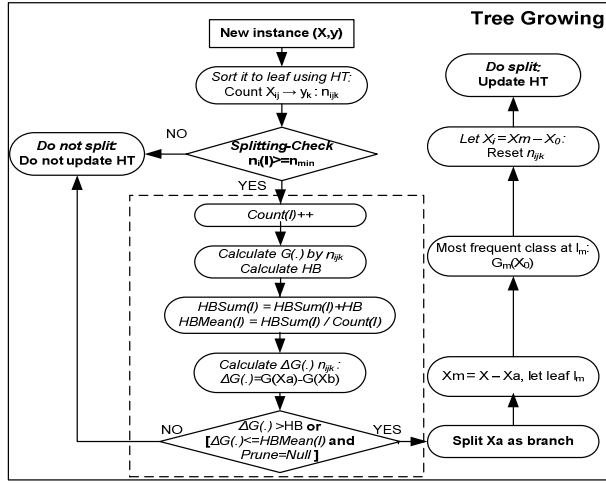 Tree Growing
New instance (X,y)
Sort it to leaf using HT:
Count Xij → yk : nijk
Splitting-Check
ni(l)>=nmin
NO
Do not split:
Do not update HT
YES
Count(l)++
Calculate G(.) by nijk
Calculate HB
HBSum(l) = HBSum(l)+HB
HBMean(l) = HBSum(l) / Count(l)
Calculate ΔG(.) nijk :
ΔG(.)=G(Xa)-G(Xb)
ΔG(.) >HB or
[ΔG(.)<=HBMean(l) and
Prune=Null ]
NO
YES
Split Xa as branch
Xm = X – Xa, let leaf lm
Most frequent class at lm:
Gm(X0)
Let Xi = Xm – X0:
Reset nijk
Do split:
Update HT